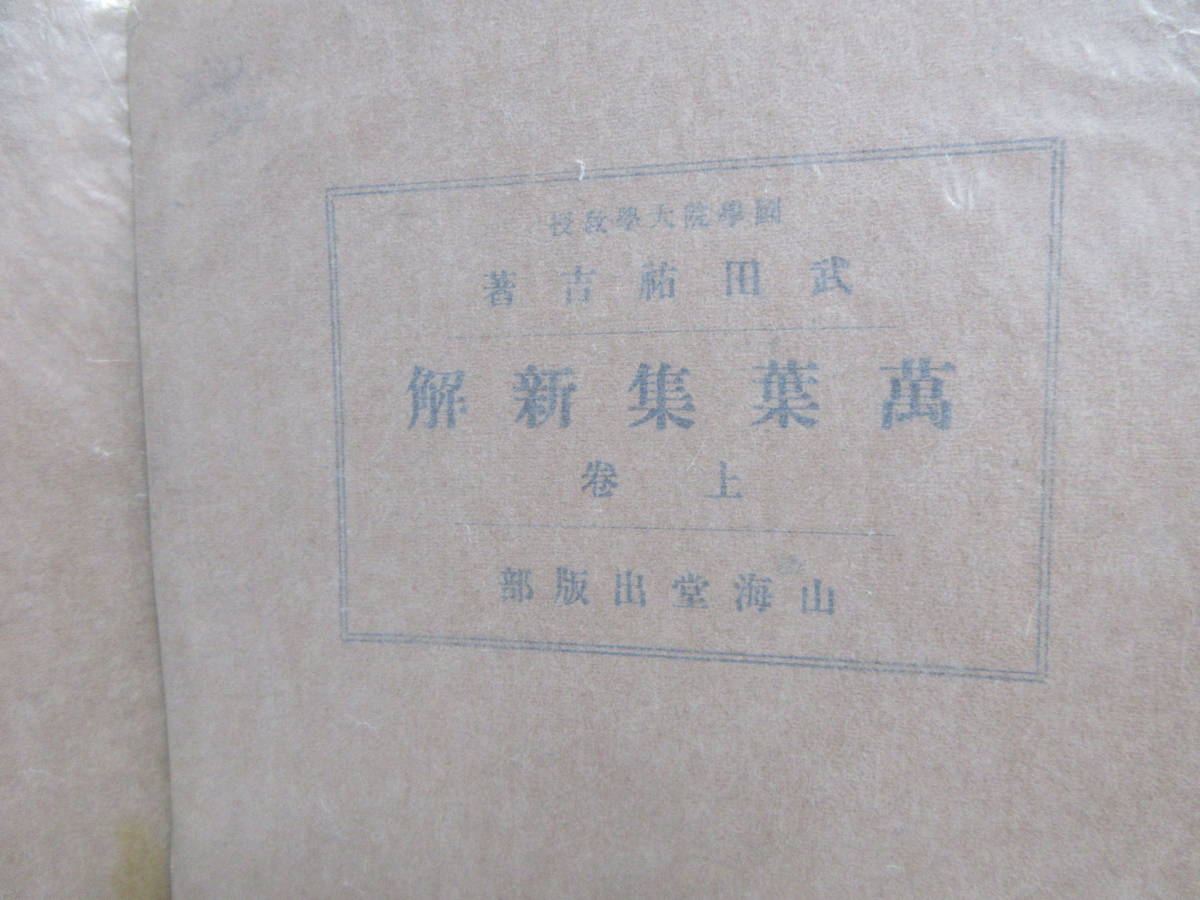 國學院大學教授
武田祐吉著
萬葉集新解
上卷
山海堂出版部